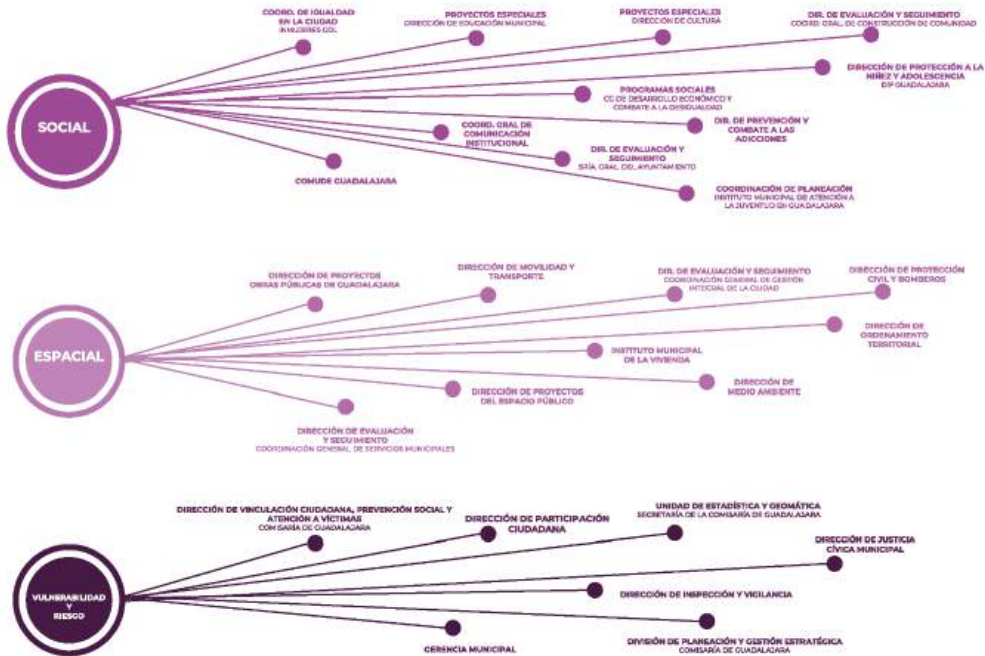 COORD. DE IGUALDAD
EN LA CIUDAD
INMUJERES GDL
PROYECTOS ESPECIALES
DIRECCIÓN DE EDUCACIÓN MUNICIPAL
PROYECTOS ESPECIALES
DIRECCIÓN DE CULTURA
DIR. DE EVALUACIÓN Y SEGUIMIENTO
COORD. GRAL. DE CONSTRUCCIÓN DE COMUNIDAD
DIRECCIÓN DE PROTECCIÓN A LA
NIÑEZ Y ADOLESCENCIA
DIF GUADALAJARA
SOCIAL
PROGRAMAS SOCIALES
CG DE DESARROLLO ECONÓMICO Y
COMBATE A LA DESIGUALDAD
COORD. GRAL DE
COMUNICACIÓN
INSTITUCIONAL
DIR. DE PREVENCIÓN Y
COMBATE A LAS
ADICCIONES
COMUDE GUADALAJARA
DIR. DE EVALUACIÓN Y
SEGUIMIENTO
SRÍA. GRAL. DEL AYUNTAMIENTO
COORDINACIÓN DE PLANEACIÓN
INSTITUTO MUNICIPAL DE ATENCIÓN A
LA JUVENTUD EN GUADALAJARA
DIRECCIÓN DE PROYECTOS
OBRAS PÚBLICAS DE GUADALAJARA
DIRECCIÓN DE MOVILIDAD Y
TRANSPORTE
DIR. DE EVALUACIÓN Y SEGUIMIENTO
COORDINACIÓN GENERAL DE GESTIÓN
INTEGRAL DE LA CIUDAD
DIRECCIÓN DE PROTECCIÓN
CIVIL Y BOMBEROS
ESPACIAL
DIRECCIÓN DE
ORDENAMIENTO
TERRITORIAL
INSTITUTO MUNICIPAL
DE LA VIVIENDA
DIRECCIÓN DE PROYECTOS
DEL ESPACIO PÚBLICO
DIRECCIÓN DE
MEDIO AMBIENTE
DIRECCIÓN DE EVALUACIÓN
Y SEGUIMIENTO
COORDINACIÓN GENERAL DE SERVICIOS MUNICIPALES
DIRECCIÓN DE VINCULACIÓN CIUDADANA, PREVENCIÓN SOCIAL Y
ATENCIÓN A VÍCTIMAS
COMISARÍA DE GUADALAJARA
DIRECCIÓN DE PARTICIPACIÓN
CIUDADANA
UNIDAD DE ESTADÍSTICA Y GEOMÁTICA
SECRETARÍA DE LA COMISARÍA DE GUADALAJARA
DIRECCIÓN DE JUSTICIA
CÍVICA MUNICIPAL
VULNERABILIDAD
Y
RIESGO
DIRECCIÓN DE INSPECCIÓN Y VIGILANCIA
GERENCIA MUNICIPAL
DIVISIÓN DE PLANEACIÓN Y GESTIÓN ESTRATÉGICA
COMISARÍA DE GUADALAJARA